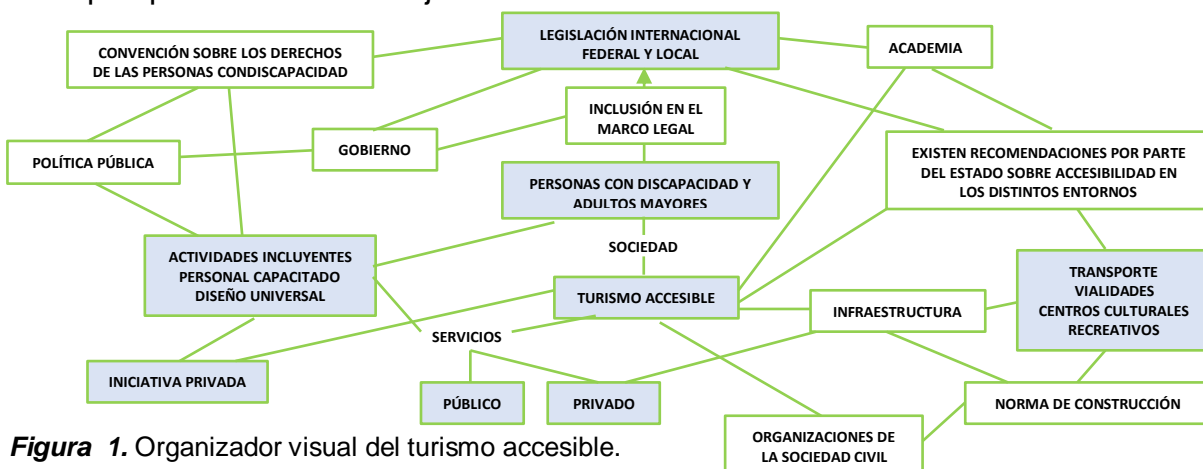 LEGISLACIÓN INTERNACIONAL
FEDERAL Y LOCAL
CONVENCIÓN SOBRE LOS DERECHOS
DE LAS PERSONAS CONDISCAPACIDAD
ACADEMIA
INCLUSIÓN EN EL
MARCO LEGAL
POLÍTICA PÚBLICA
GOBIERNO
EXISTEN RECOMENDACIONES POR PARTE
DEL ESTADO SOBRE ACCESIBILIDAD EN
LOS DISTINTOS ENTORNOS
PERSONAS CON DISCAPACIDAD Y
ADULTOS MAYORES
SOCIEDAD
ACTIVIDADES INCLUYENTES
PERSONAL CAPACITADO
DISEÑO UNIVERSAL
TURISMO ACCESIBLE
INFRAESTRUCTURA
TRANSPORTE
VIALIDADES
CENTROS CULTURALES
RECREATIVOS
SERVICIOS
INICIATIVA PRIVADA
PÚBLICO
PRIVADO
NORMA DE CONSTRUCCIÓN
ORGANIZACIONES DE
LA SOCIEDAD CIVIL
Figura 1. Organizador visual del turismo accesible.